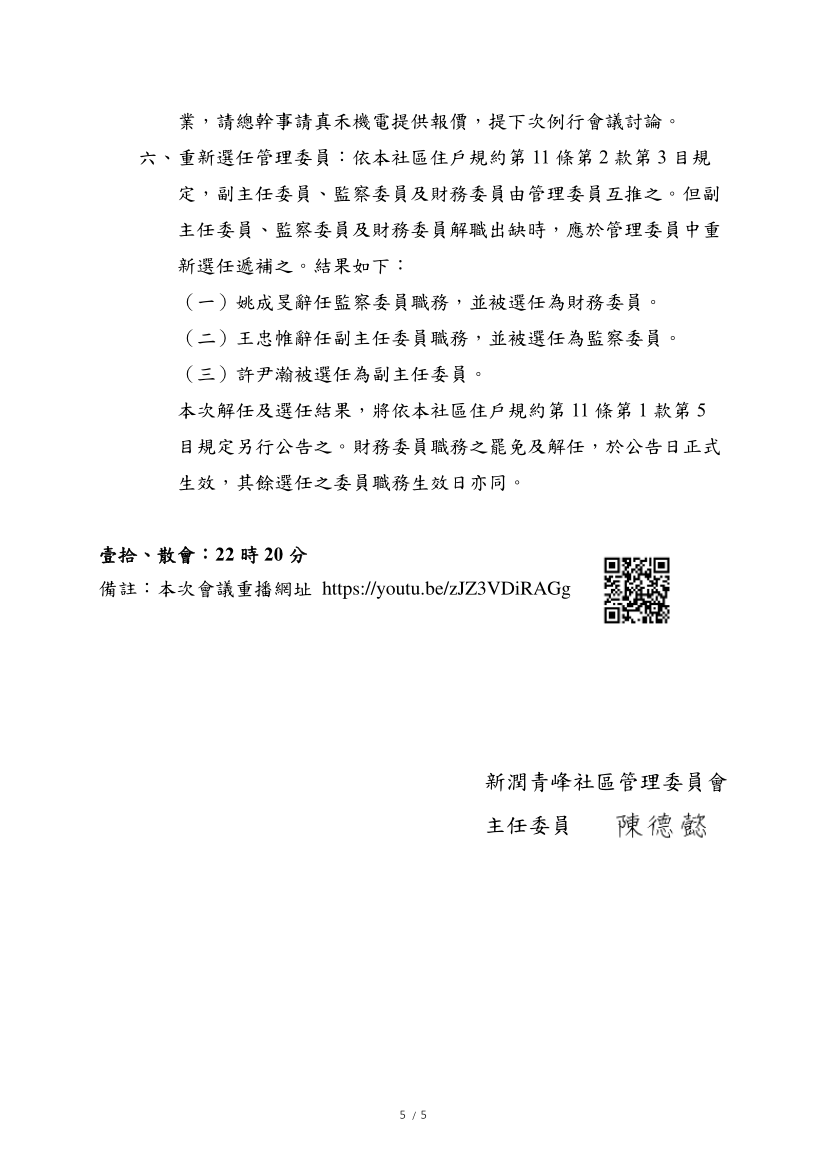 業，請總幹事請真禾機電提供報價，提下次例行會議討論。
六、重新選任管理委員：依本社區住戶規約第 11 條第 2 款第 3 目規
定，副主任委員、監察委員及財務委員由管理委員互推之。但副
主任委員、監察委員及財務委員解職出缺時，應於管理委員中重
新選任遞補之。結果如下：
（一）姚成旻辭任監察委員職務，並被選任為財務委員。
（二）王忠帷辭任副主任委員職務，並被選任為監察委員。
（三）許尹瀚被選任為副主任委員。
本次解任及選任結果，將依本社區住戶規約第 11 條第 1 款第 5
目規定另行公告之。財務委員職務之罷免及解任，於公告日正式
生效，其餘選任之委員職務生效日亦同。
壹拾、散會：22 時 20 分
備註：本次會議重播網址 https://youtu.be/zJZ3VDiRAGg
新潤青峰社區管理委員會
主任委員 陳德懿
5 / 5